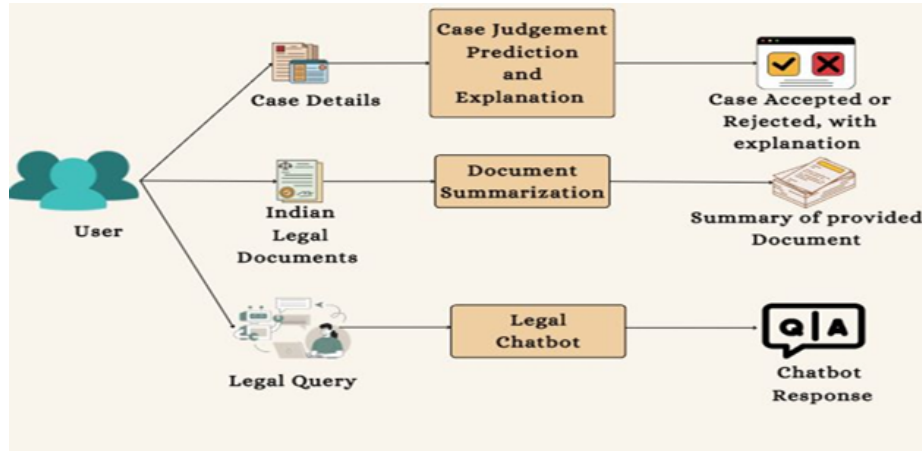 Case Details
Case Judgement
Prediction
and
Explanation
Case Accepted or
Rejected, with
explanation
User
Indian
Legal
Documents
Document
Summarization
Summary of provided
Document
Legal Query
Legal
Chatbot
Q|A
Chatbot
Response